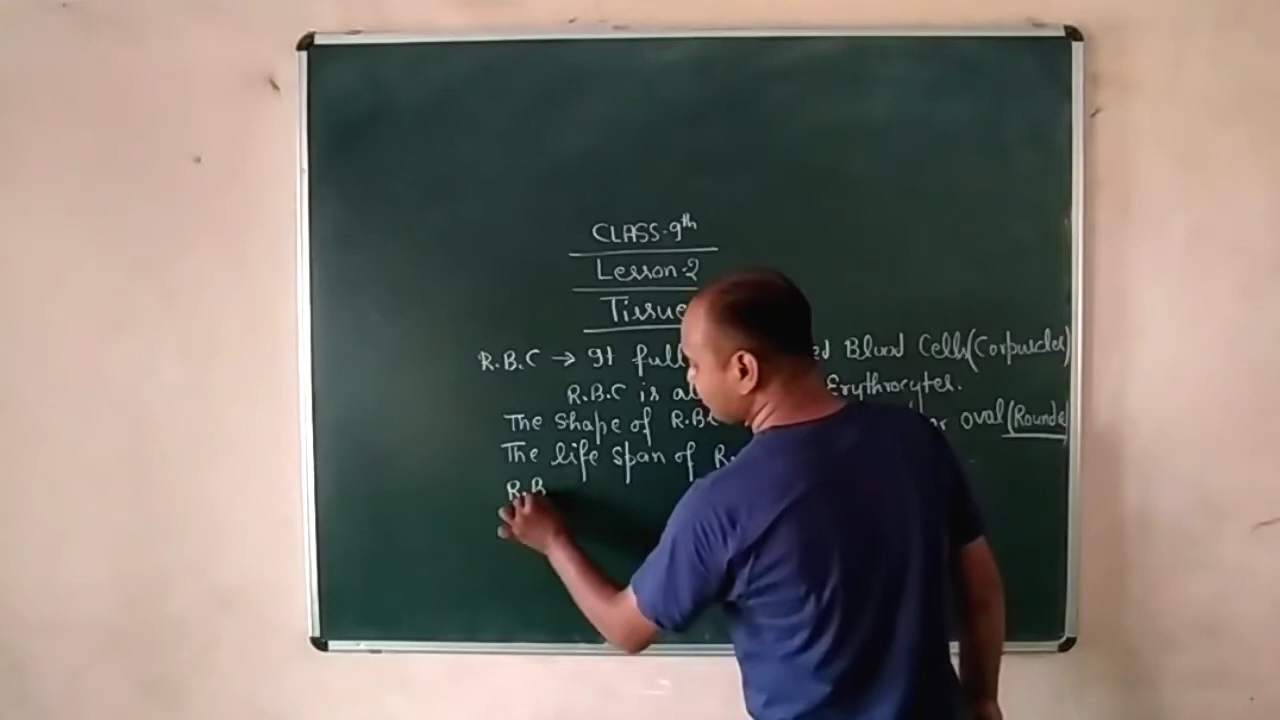 CLASS-9th
Lesson-2
Tissue
R.B.C → It full Blood Cells (Corpuscles)
R.B.C is Erythrocytes.
The shape of R.B.C oval (Rounded)
The life span of
R.B